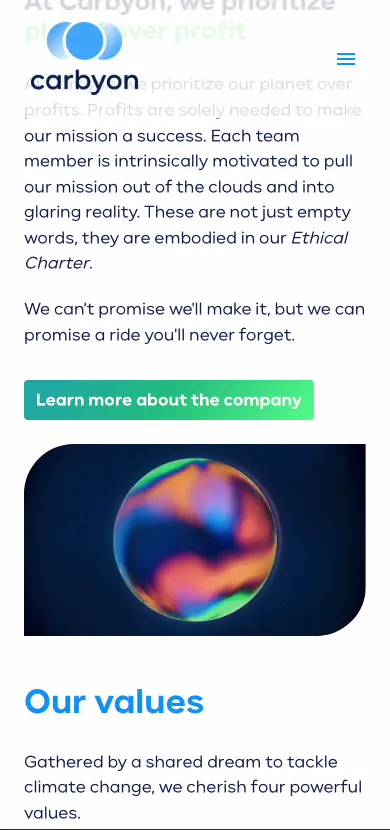 At Carbyon, we prioritize
planet over profit
carbyon
prioritize our planet over
profits. Profits are solely needed to make
our mission a success. Each team
member is intrinsically motivated to pull
our mission out of the clouds and into
glaring reality. These are not just empty
words, they are embodied in our Ethical
Charter.
We can't promise we'll make it, but we can
promise a ride you'll never forget.
Learn more about the company
Our values
Gathered by a shared dream to tackle
climate change, we cherish four powerful
values.